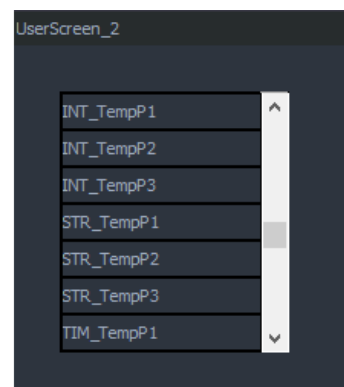 UserScreen_2
INT_TempP1
INT_TempP2
INT_TempP3
STR_TempP1
STR_TempP2
STR_TempP3
TIM_TempP1